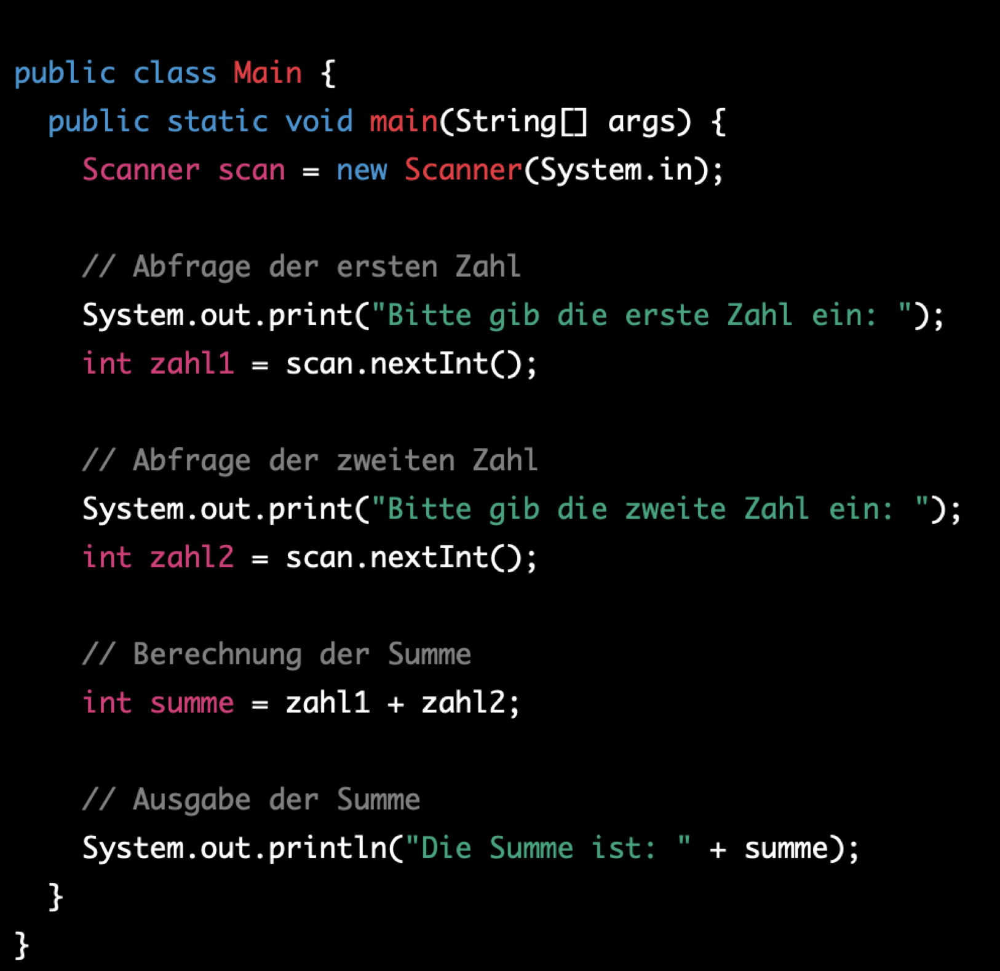 public class Main {
public static void main(String[] args) {
Scanner scan = new Scanner(System.in);
// Abfrage der ersten Zahl
System.out.print("Bitte gib die erste Zahl ein: ");
int zahl1 = scan.nextInt();
// Abfrage der zweiten Zahl
System.out.print("Bitte gib die zweite Zahl ein: ");
int zahl2 = scan.nextInt();
// Berechnung der Summe
int summe = zahl1 + zahl2;
// Ausgabe der Summe
System.out.println("Die Summe ist: " + summe);
}
}